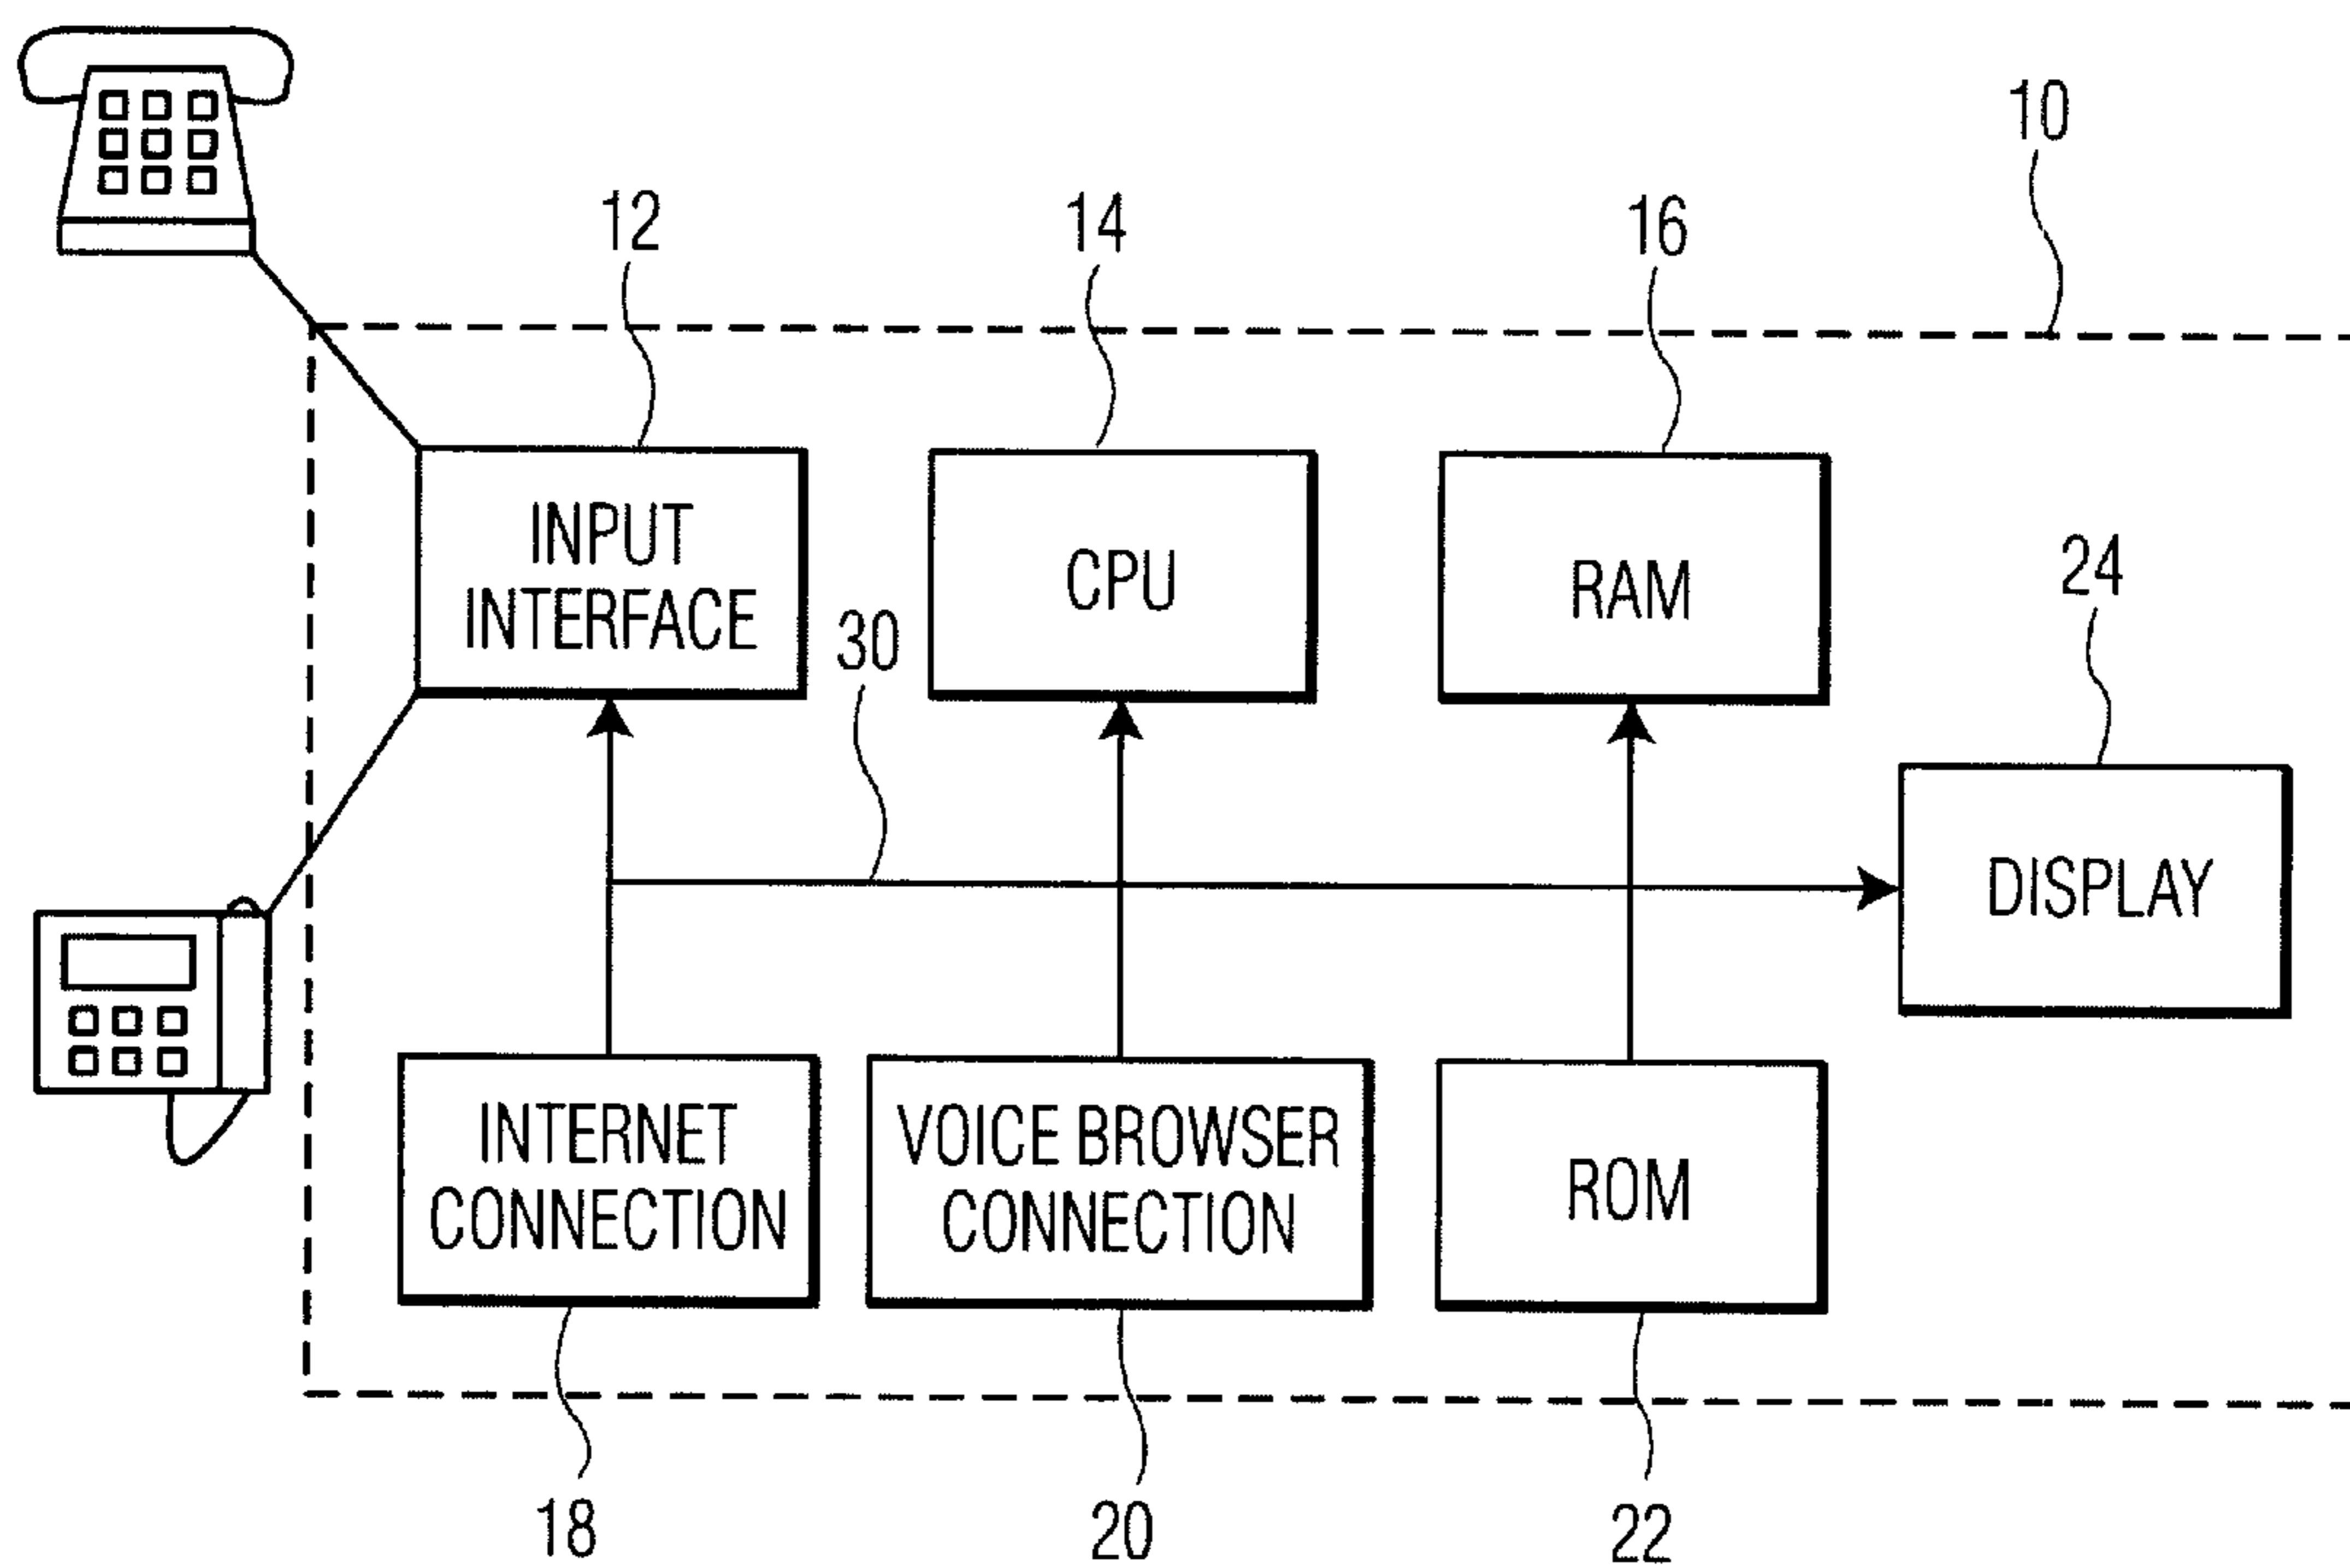 10
12
14
16
INPUT
INTERFACE
CPU
RAM
24
30
DISPLAY
INTERNET
CONNECTION
VOICE BROWSER
CONNECTION
ROM
18
20
22